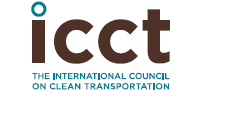 icct
THE INTERNATIONAL COUNCIL
ON CLEAN TRANSPORTATION